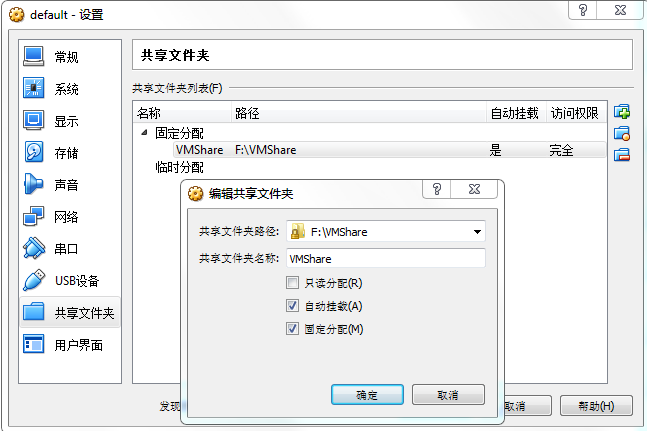 default - 设置
常规
系统
显示
存储
声音
网络
串口
USB设备
共享文件夹
用户界面
共享文件夹
共享文件夹列表(F)
名称 路径 自动挂载 访问权限
固定分配
VMShare F:\VMShare 是 完全
临时分配
编辑共享文件夹
共享文件夹路径: F:\VMShare
共享文件夹名称: VMShare
只读分配(R)
自动挂载(A)
固定分配(M)
确定 取消
发现 取消 帮助(H)